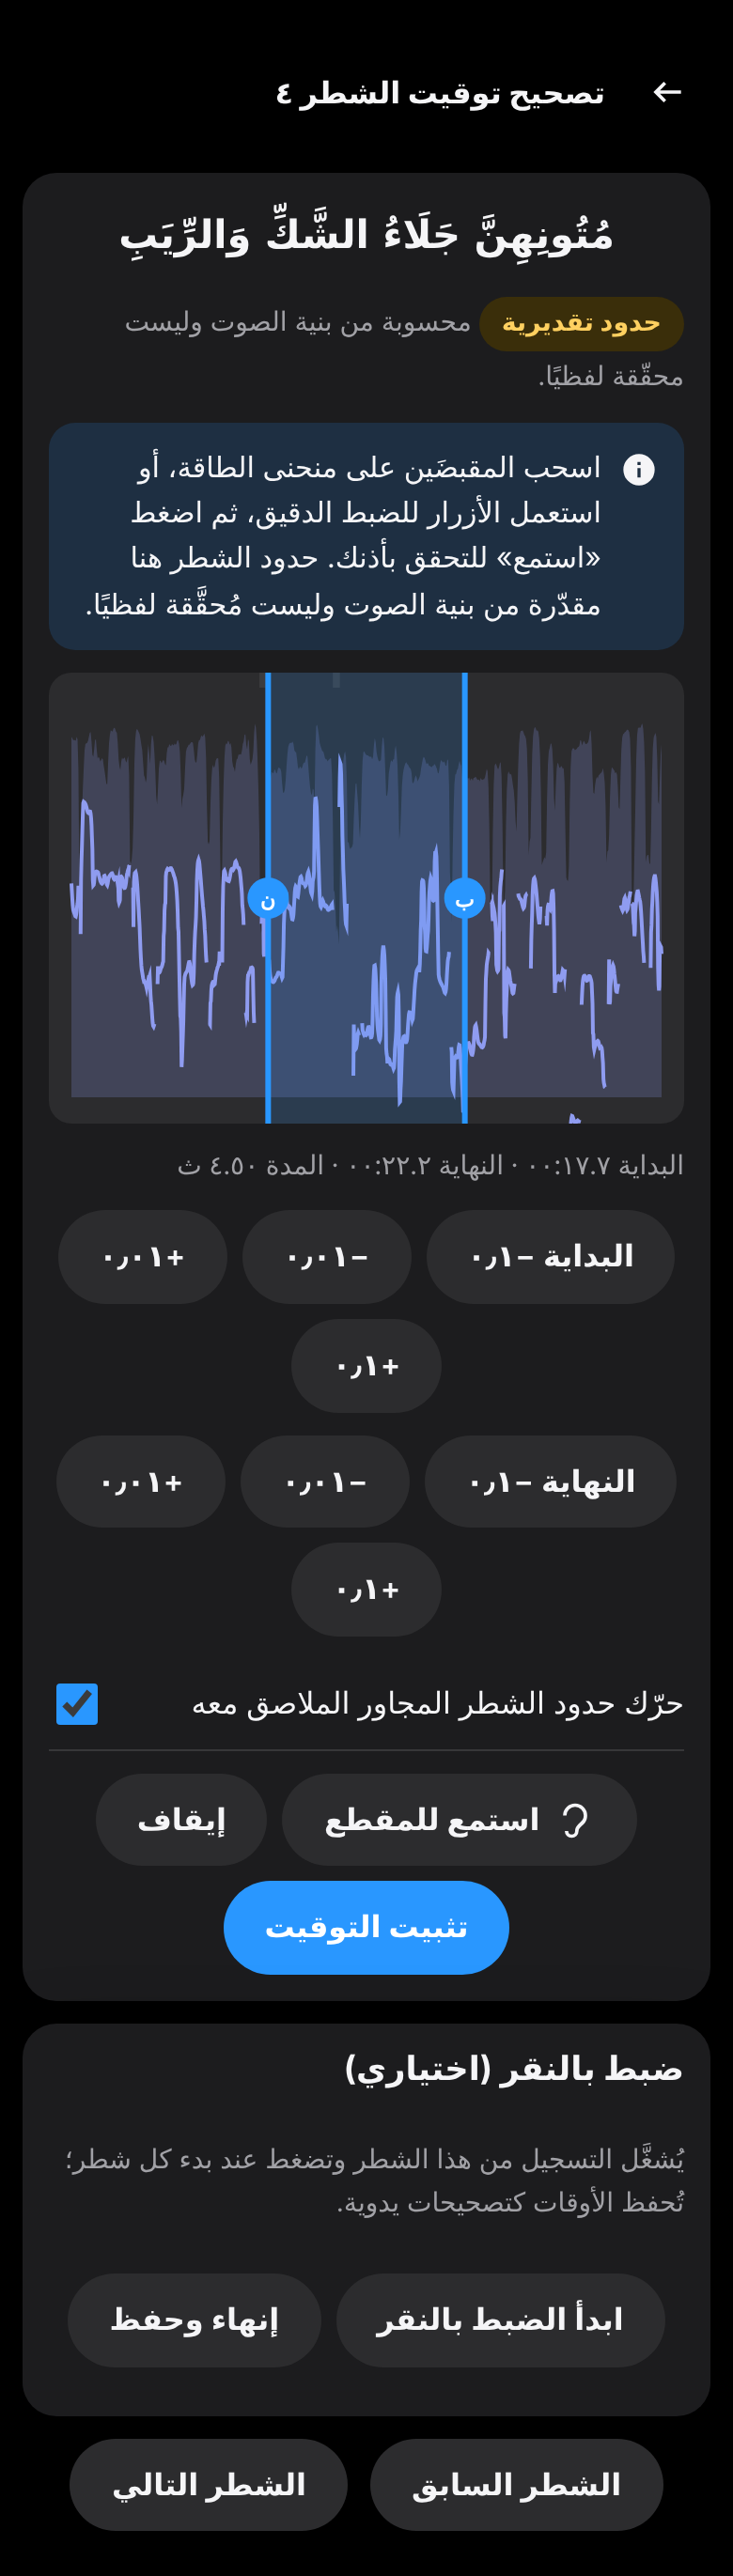 تصحيح توقيت الشطر ٤
مُتُونِهِنَّ جَلَاءُ الشَّكِّ وَالرِّيَبِ
حدود تقديرية محسوبة من بنية الصوت وليست
محقّقة لفظيًا.
اسحب المقبضَين على منحنى الطاقة، أو
استعمل الأزرار للضبط الدقيق، ثم اضغط
«استمع» للتحقق بأذنك. حدود الشطر هنا
مقدّرة من بنية الصوت وليست مُحقَّقة لفظيًا.
ب
ن
البداية ٠٠:١٧.٧ · النهاية ٠٠:٢٢.٢ · المدة ٤.٥٠ ث
البداية −٠٫١
−٠٫٠١
+٠٫٠١
+٠٫١
النهاية −٠٫١
−٠٫٠١
+٠٫٠١
+٠٫١
حرّك حدود الشطر المجاور الملاصق معه
استمع للمقطع
إيقاف
تثبيت التوقيت
ضبط بالنقر (اختياري)
يُشغَّل التسجيل من هذا الشطر وتضغط عند بدء كل شطر؛
تُحفظ الأوقات كتصحيحات يدوية.
ابدأ الضبط بالنقر
إنهاء وحفظ
الشطر السابق
الشطر التالي